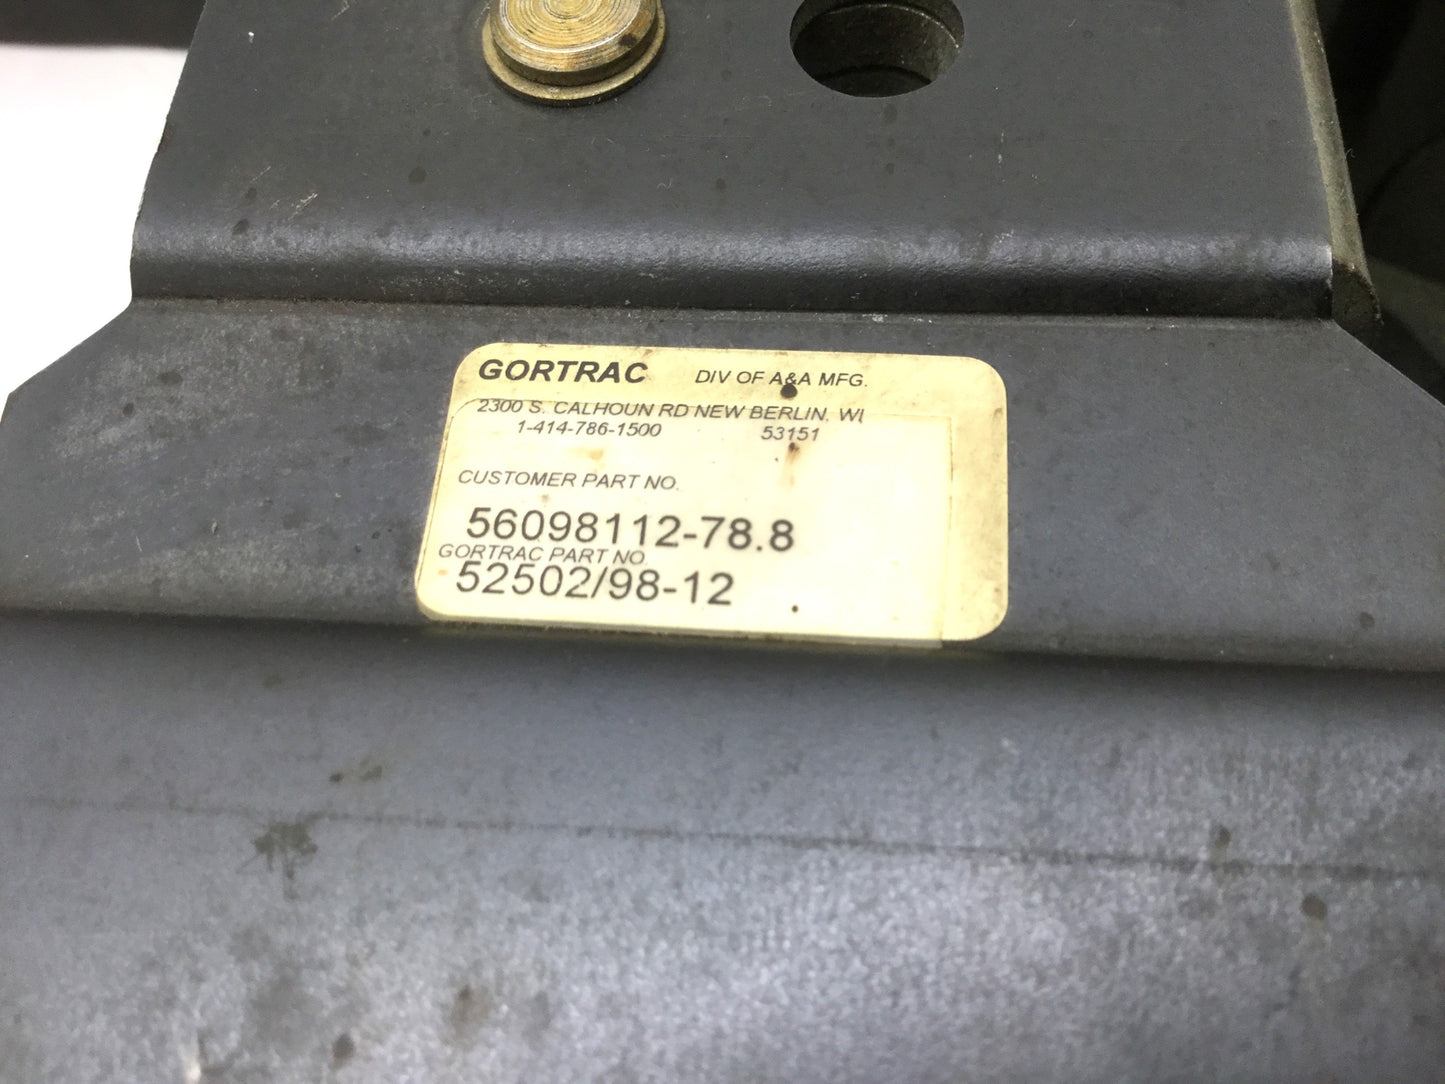 GORTRAC DIV OF A&A MFG.
2300 S. CALHOUN RD NEW BERLIN, WI
1-414-786-1500 53151
CUSTOMER PART NO.
56098112-78.8
GORTRAC PART NO.
52502/98-12